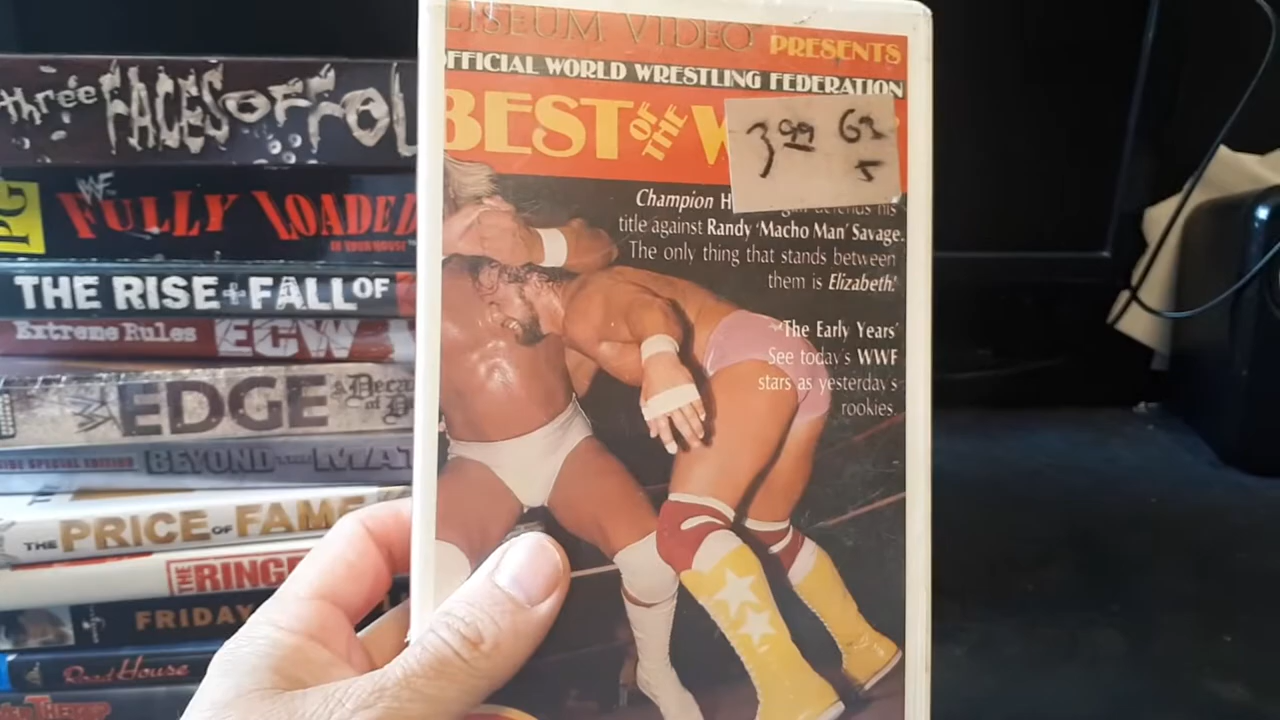 LISEUM VIDEO PRESENTS
OFFICIAL WORLD WRESTLING FEDERATION
BEST OF THE W
3 99 G2
5
Champion H
title against Randy 'Macho Man' Savage.
The only thing that stands between
them is Elizabeth!
"The Early Years'
See today's WWF
stars as yesterday's
rookies.
three FACES OF FOL
PG WWF FULLY LOADED
IN YOUR HOUSE
THE RISE + FALL OF
Extreme Rules ECW
EDGE a Decade of D
SPECIAL EDITION BEYOND THE MAT
THE PRICE OF FAME
THE RINGE
FRIDAY
Road House